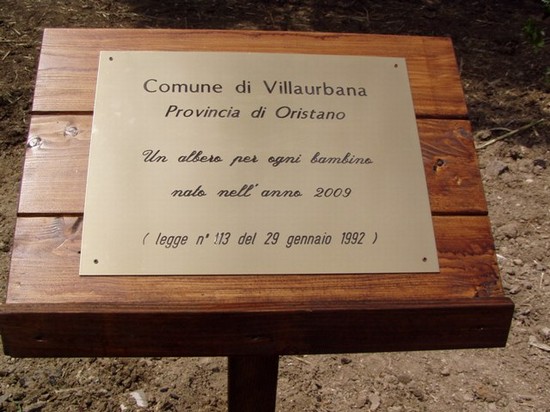 Comune di Villaurbana
Provincia di Oristano
Un albero per ogni bambino
nato nell'anno 2009
( legge n° 113 del 29 gennaio 1992 )